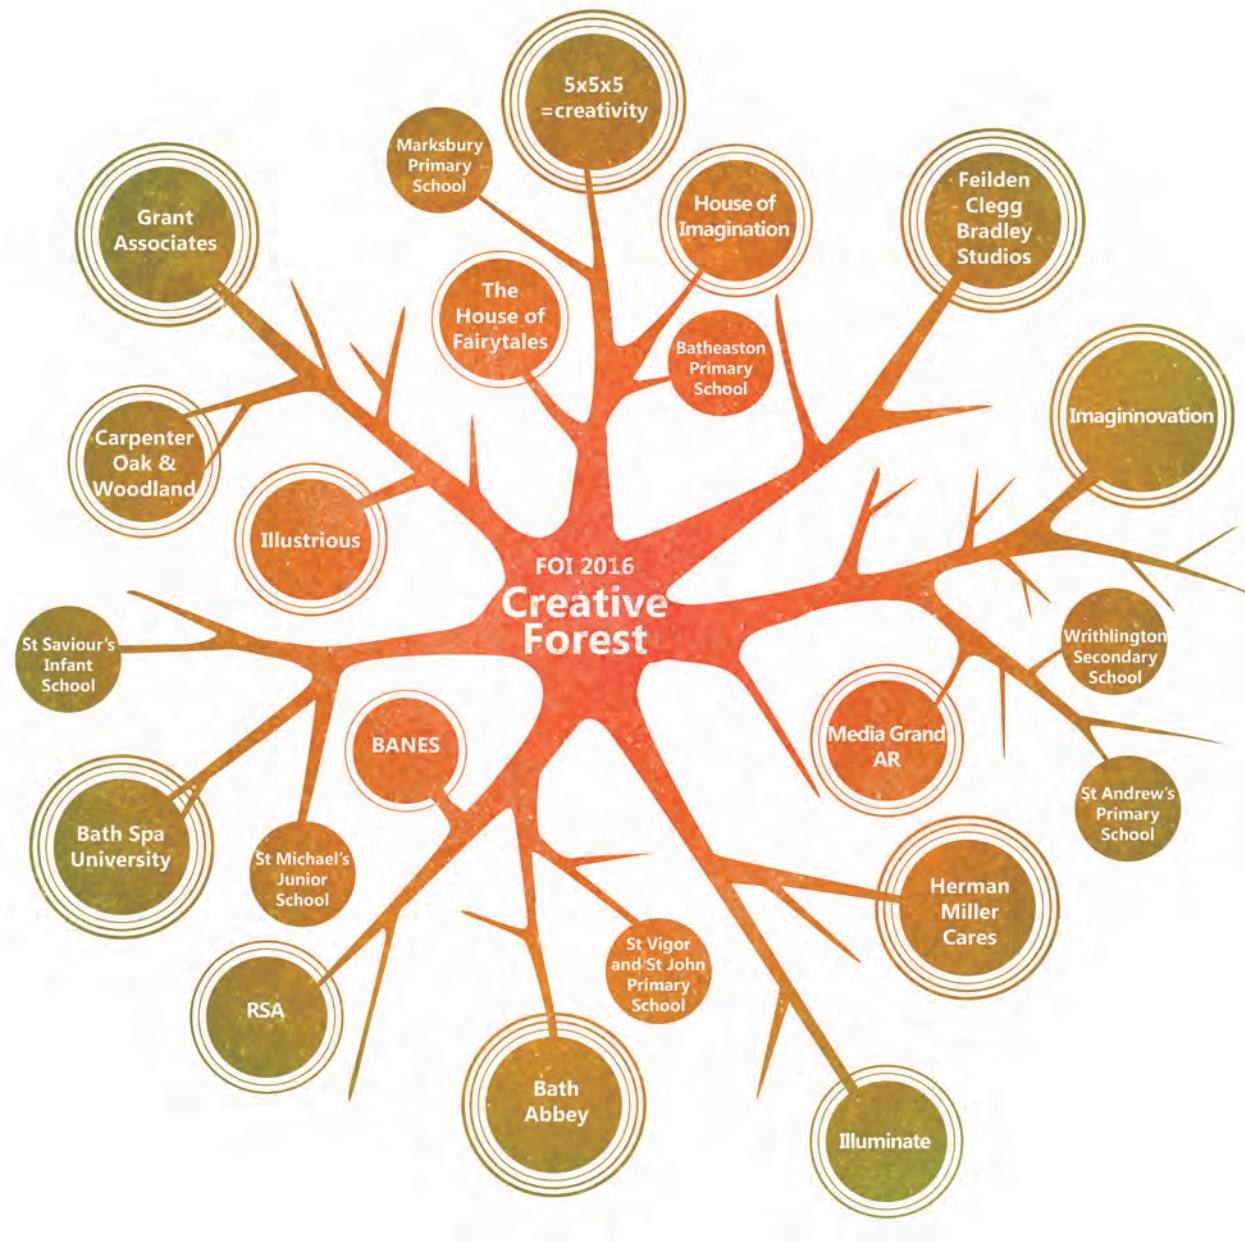 5x5x5
=creativity
Marksbury
Primary
School
Grant
Associates
House of
Imagination
Feilden
Clegg
Bradley
Studios
The
House of
Fairytales
Batheaston
Primary
School
Imaginnovation
Carpenter
Oak &
Woodland
Illustrious
FOI 2016
Creative
Forest
St Saviour's
Infant
School
Writhlington
Secondary
School
BANES
Media Grand
AR
Bath Spa
University
St Michael's
Junior
School
St Andrew's
Primary
School
Herman
Miller
Cares
St Vigor
and St John
Primary
School
RSA
Bath
Abbey
Illuminate